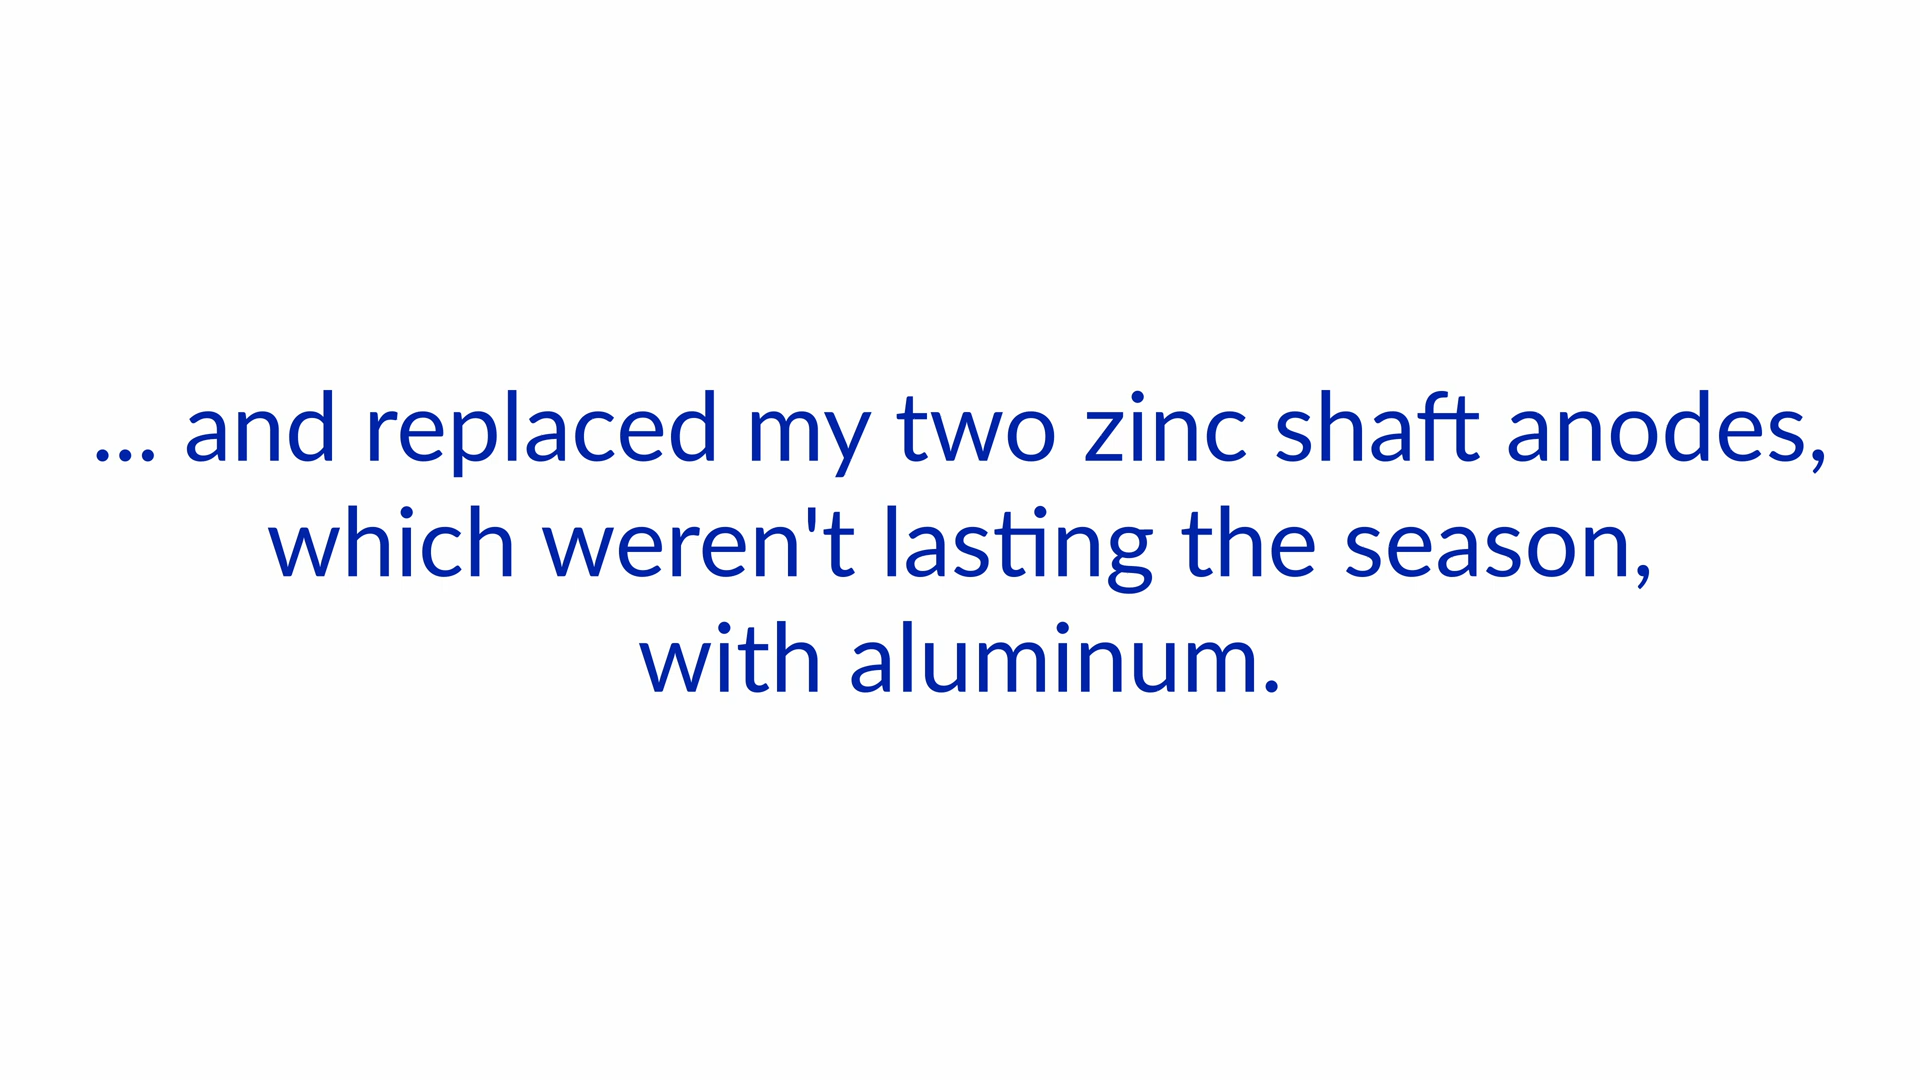 ... and replaced my two zinc shaft anodes,
which weren't lasting the season,
with aluminum.